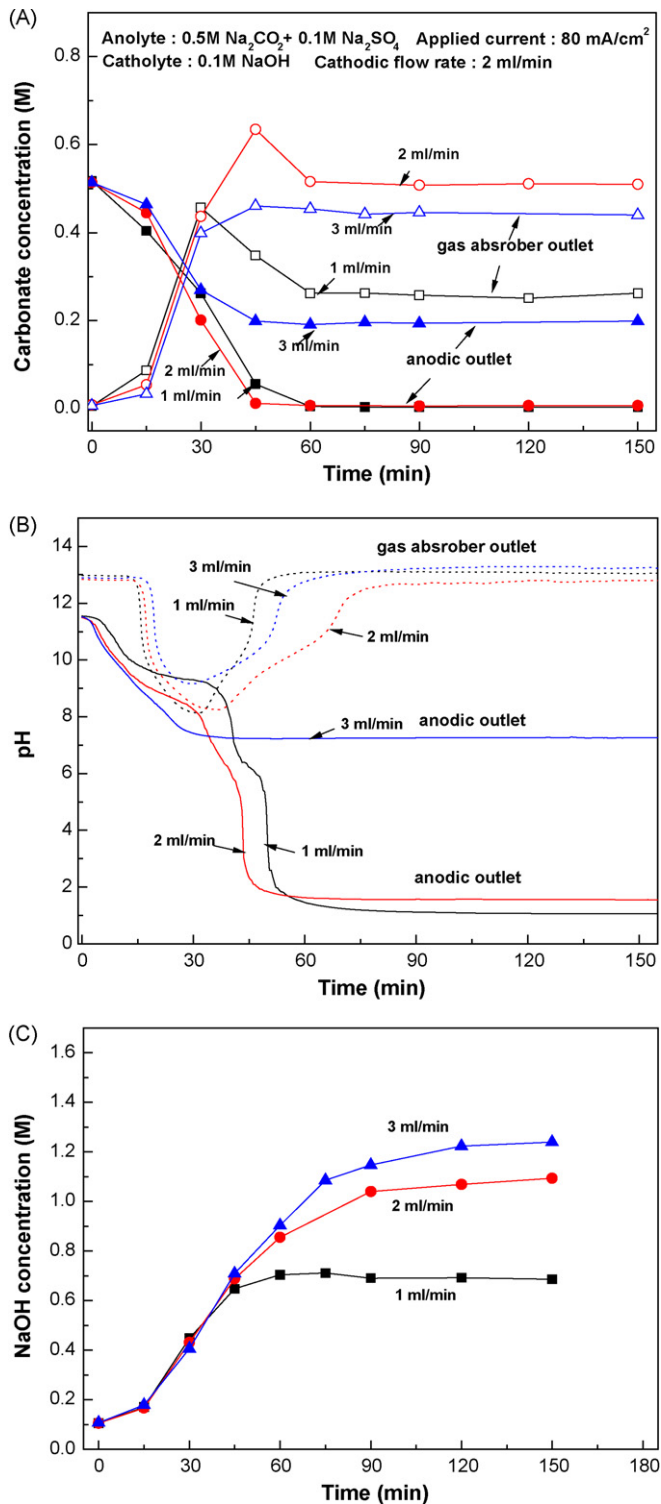 (A)
Anolyte : 0.5M Na2CO2+ 0.1M Na2SO4 Applied current : 80 mA/cm2
Catholyte : 0.1M NaOH Cathodic flow rate : 2 ml/min
0.8
0.6
0.4
0.2
0.0
Carbonate concentration (M)
2 ml/min
3 ml/min
gas absrober outlet
1 ml/min
3 ml/min
2 ml/min
1 ml/min
anodic outlet
0 30 60 90 120 150
Time (min)
(B)
14
12
10
8
6
4
2
0
pH
gas absrober outlet
3 ml/min
1 ml/min
2 ml/min
3 ml/min
anodic outlet
2 ml/min
1 ml/min
anodic outlet
0 30 60 90 120 150
Time (min)
(C)
1.6
1.4
1.2
1.0
0.8
0.6
0.4
0.2
0.0
NaOH concentration (M)
3 ml/min
2 ml/min
1 ml/min
0 30 60 90 120 150 180
Time (min)